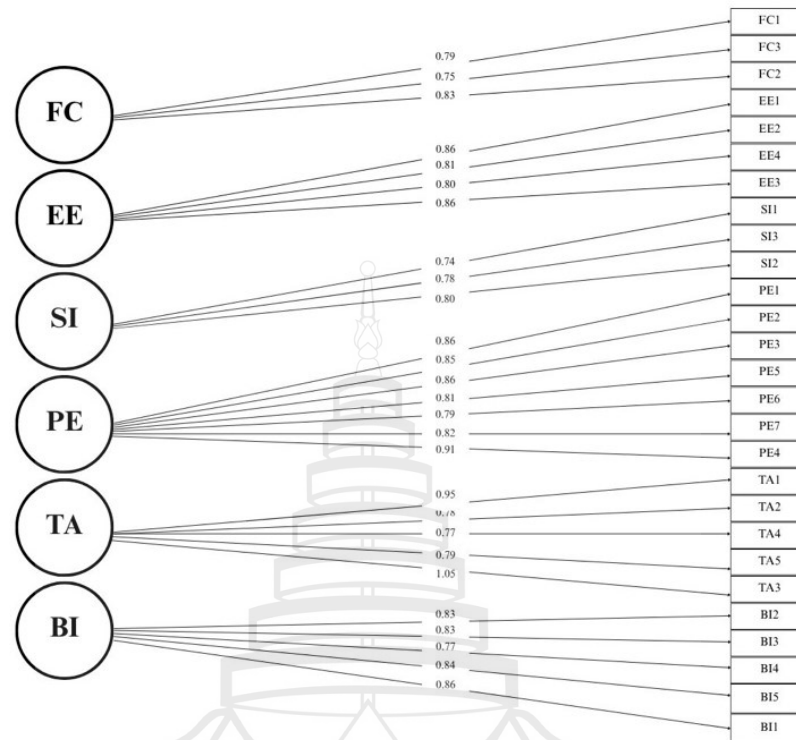 FC
EE
SI
PE
TA
BI
0.79
0.75
0.83
0.86
0.81
0.80
0.86
0.74
0.78
0.80
0.86
0.85
0.86
0.81
0.79
0.82
0.91
0.95
0.78
0.77
0.79
1.05
0.83
0.83
0.77
0.84
0.86
FC1
FC3
FC2
EE1
EE2
EE4
EE3
SI1
SI3
SI2
PE1
PE2
PE3
PE5
PE6
PE7
PE4
TA1
TA2
TA4
TA5
TA3
BI2
BI3
BI4
BI5
BI1